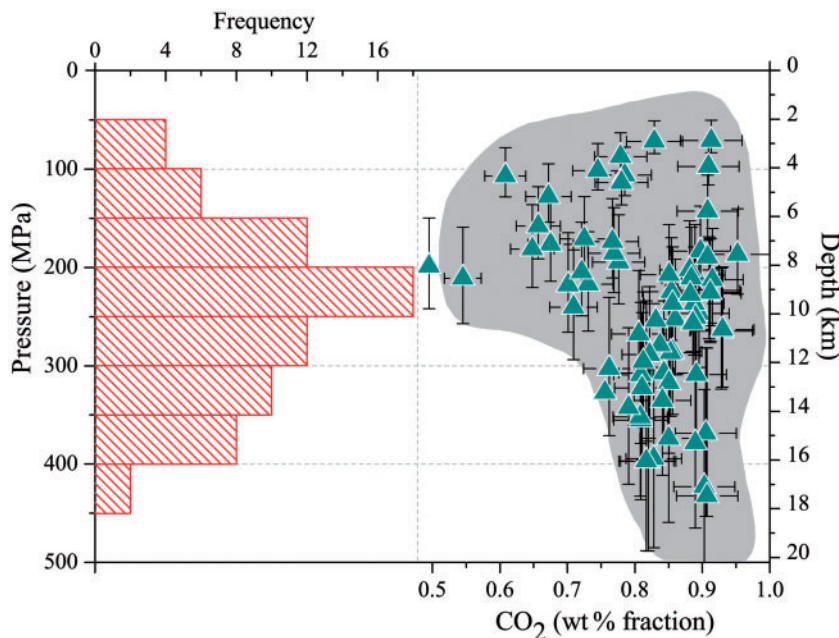 Frequency
0 4 8 12 16
0
100
200
300
400
500
Pressure (MPa)
0
2
4
6
8
10
12
14
16
18
20
Depth (km)
0.5 0.6 0.7 0.8 0.9 1.0
CO₂ (wt % fraction)